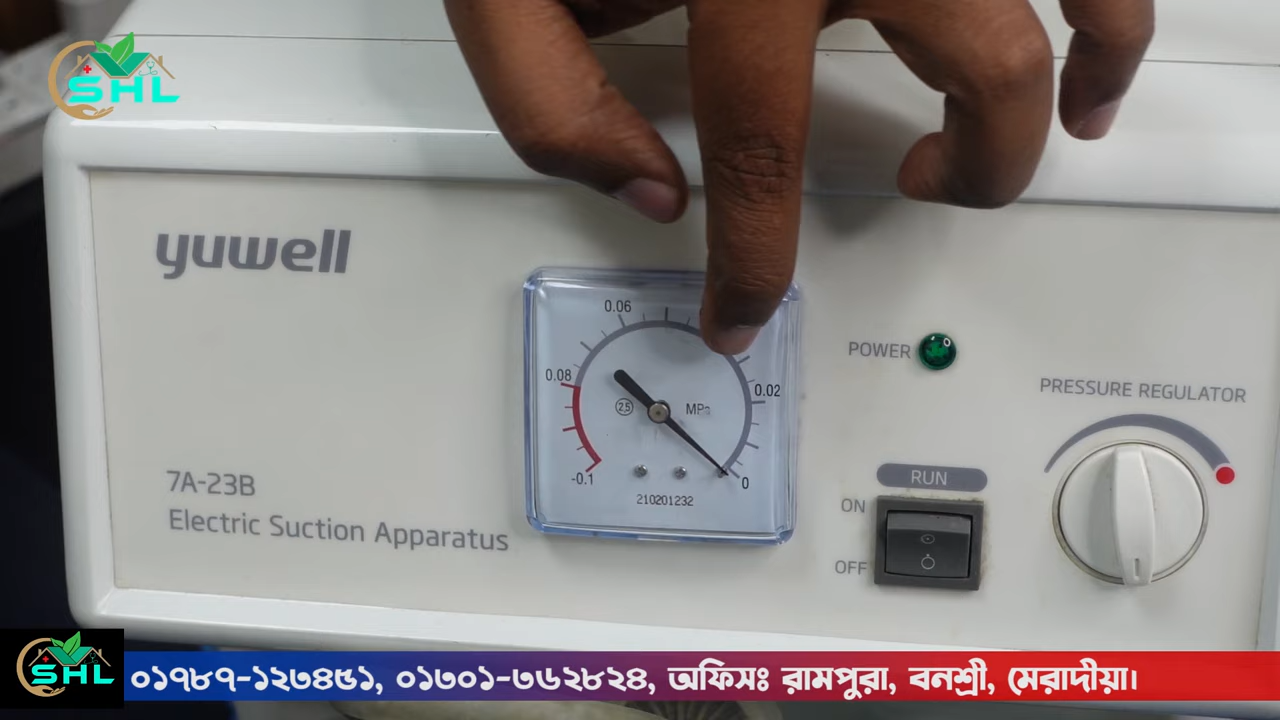 SHL
yuwell
0.06
0.08
0.02
2.5
MPa
-0.1
0
210201232
7A-23B
Electric Suction Apparatus
POWER
RUN
ON
OFF
PRESSURE REGULATOR
SHL
০১৭৮৭-১২৩৪৫১, ০১৩০১-৩৬২৮২৪, অফিসঃ রামপুরা, বনশ্রী, মেরাদীয়া।